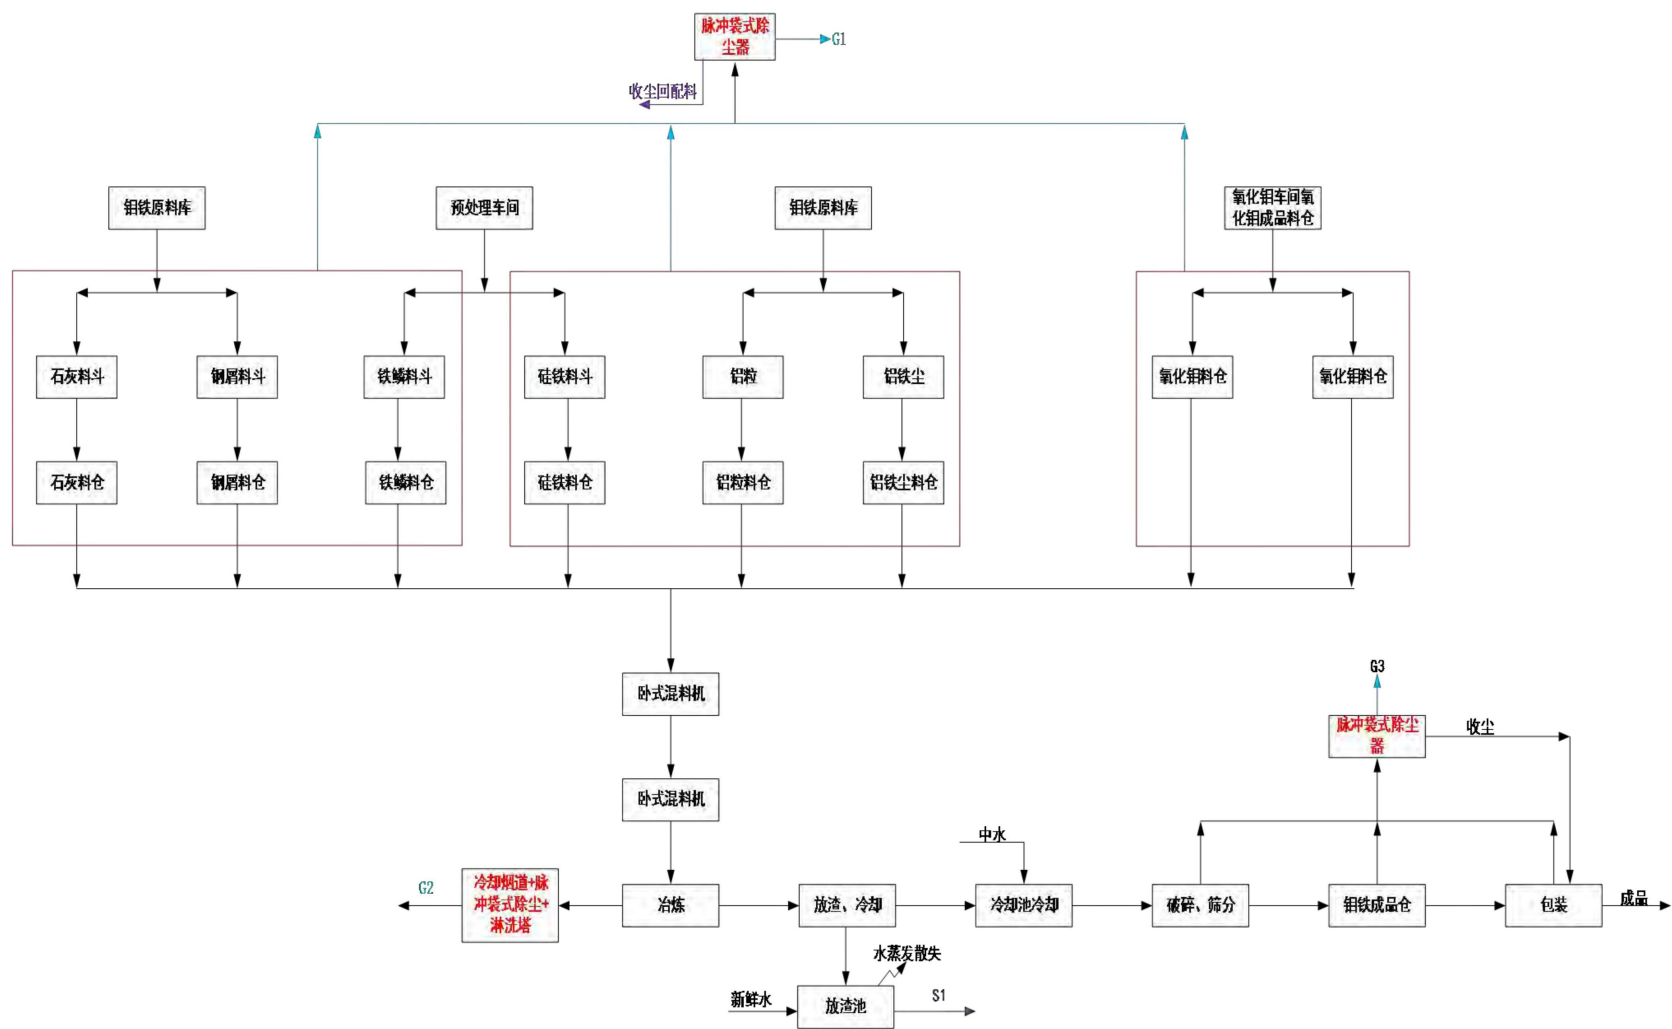 脉冲袋式除
尘器
G1
收尘回配料
钼铁原料库
预处理车间
钼铁原料库
氧化钼车间氧
化钼成品料仓
石灰料斗
钢屑料斗
铁鳞料斗
硅铁料斗
铝粒
铝铁尘
氧化钼料仓
氧化钼料仓
石灰料仓
钢屑料仓
铁鳞料仓
硅铁料仓
铝粒料仓
铝铁尘料仓
卧式混料机
G3
脉冲袋式除尘
器
收尘
卧式混料机
中水
G2
冷却烟道+脉
冲袋式除尘+
淋洗塔
冶炼
放渣、冷却
冷却池冷却
破碎、筛分
钼铁成品仓
包装
成品
水蒸发散失
新鲜水
放渣池
S1